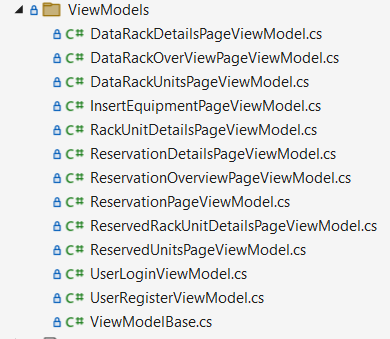 ViewModels
C# DataRackDetailsPageViewModel.cs
C# DataRackOverViewPageViewModel.cs
C# DataRackUnitsPageViewModel.cs
C# InsertEquipmentPageViewModel.cs
C# RackUnitDetailsPageViewModel.cs
C# ReservationDetailsPageViewModel.cs
C# ReservationOverviewPageViewModel.cs
C# ReservationPageViewModel.cs
C# ReservedRackUnitDetailsPageViewModel.cs
C# ReservedUnitsPageViewModel.cs
C# UserLoginViewModel.cs
C# UserRegisterViewModel.cs
C# ViewModelBase.cs